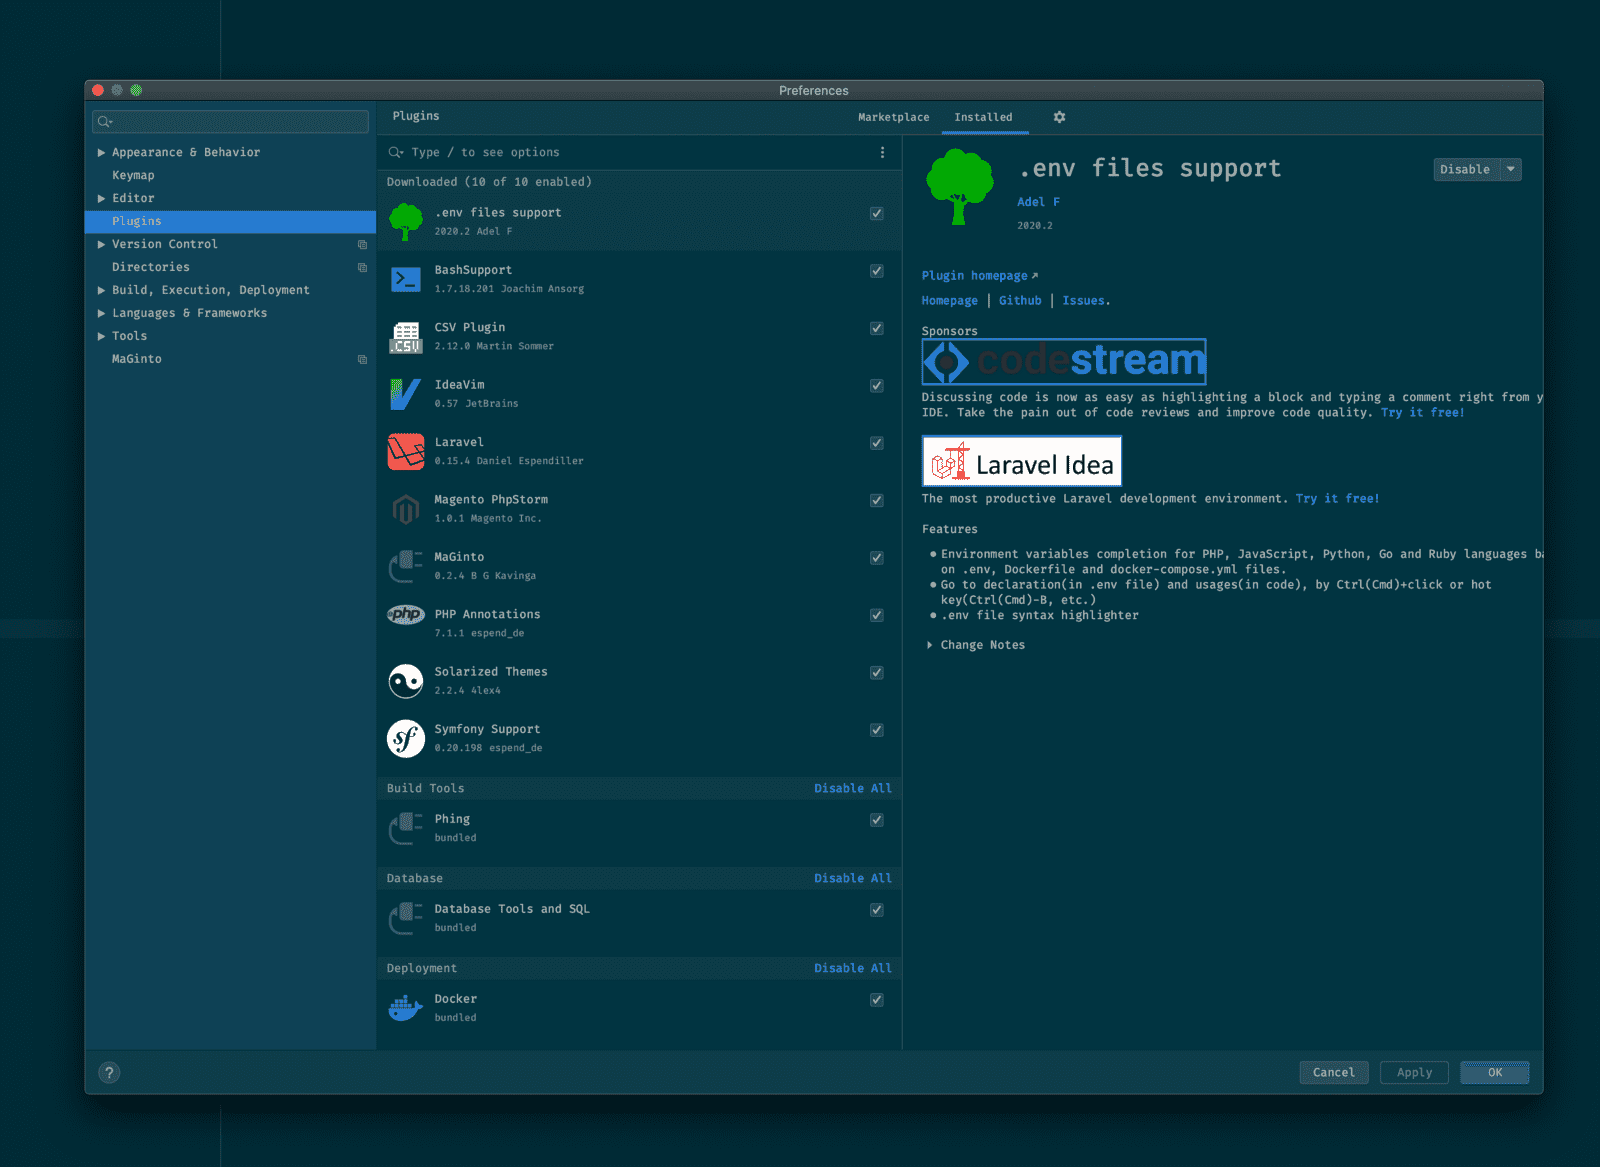 Preferences
Appearance & Behavior
Keymap
Editor
Plugins
Version Control
Directories
Build, Execution, Deployment
Languages & Frameworks
Tools
MaGinto
Plugins
Marketplace
Installed
Type / to see options
Downloaded (10 of 10 enabled)
.env files support
2020.2 Adel F
BashSupport
1.7.18.201 Joachim Ansorg
CSV Plugin
2.12.0 Martin Sommer
IdeaVim
0.57 JetBrains
Laravel
0.15.4 Daniel Espendiller
Magento PhpStorm
1.0.1 Magento Inc.
MaGinto
0.2.4 B G Kavinga
PHP Annotations
7.1.1 espend_de
Solarized Themes
2.2.4 4lex4
Symfony Support
0.20.198 espend_de
Build Tools Disable All
Phing
bundled
Database Disable All
Database Tools and SQL
bundled
Deployment Disable All
Docker
bundled
.CSV
php
sf
.env files support
Disable
Adel F
2020.2
Plugin homepage
Homepage | Github | Issues.
Sponsors
codestream
Discussing code is now as easy as highlighting a block and typing a comment right from y
IDE. Take the pain out of code reviews and improve code quality. Try it free!
Laravel Idea
The most productive Laravel development environment. Try it free!
Features
Environment variables completion for PHP, JavaScript, Python, Go and Ruby languages ba
on .env, Dockerfile and docker-compose.yml files.
Go to declaration(in .env file) and usages(in code), by Ctrl(Cmd)+click or hot
key(Ctrl(Cmd)-B, etc.)
.env file syntax highlighter
Change Notes
?
Cancel
Apply
OK